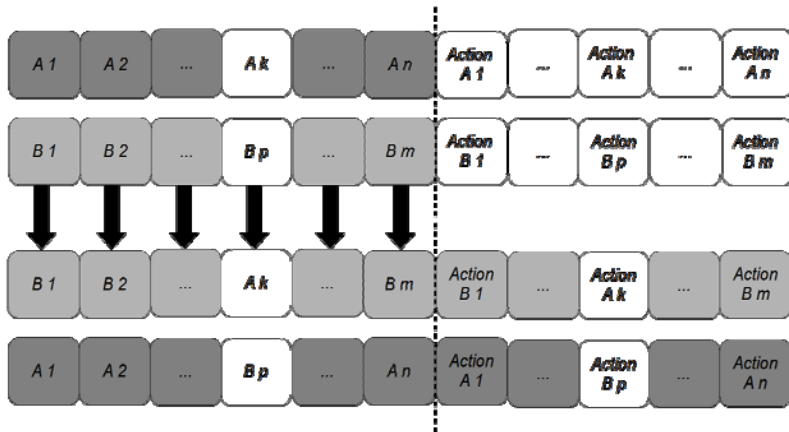 A 1 A 2 ... A k ... A n Action A 1 ... Action A k ... Action A n
B 1 B 2 ... B p ... B m Action B 1 ... Action B p ... Action B m
B 1 B 2 ... A k ... B m Action B 1 ... Action A k ... Action B m
A 1 A 2 ... B p ... A n Action A 1 ... Action B p ... Action A n